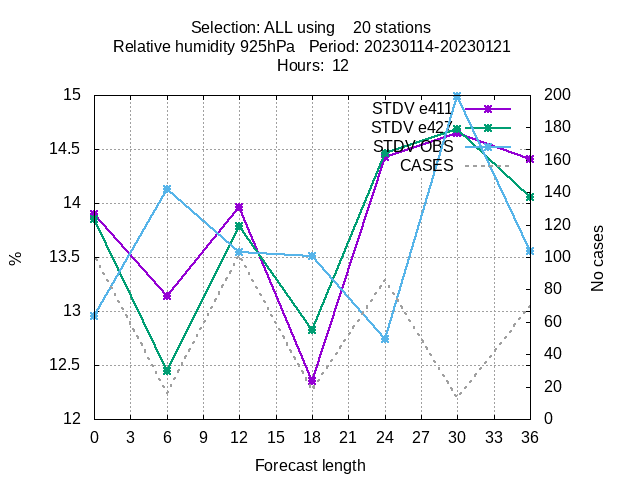 Selection: ALL using    20 stations
Relative humidity 925hPa   Period: 20230114-20230121
Hours:  12
15
14.5
14
13.5
13
12.5
12
%
STDV e411
STDV e427
STDV OBS
CASES
200
180
160
140
120
100
80
60
40
20
0
No cases
0 3 6 9 12 15 18 21 24 27 30 33 36
Forecast length